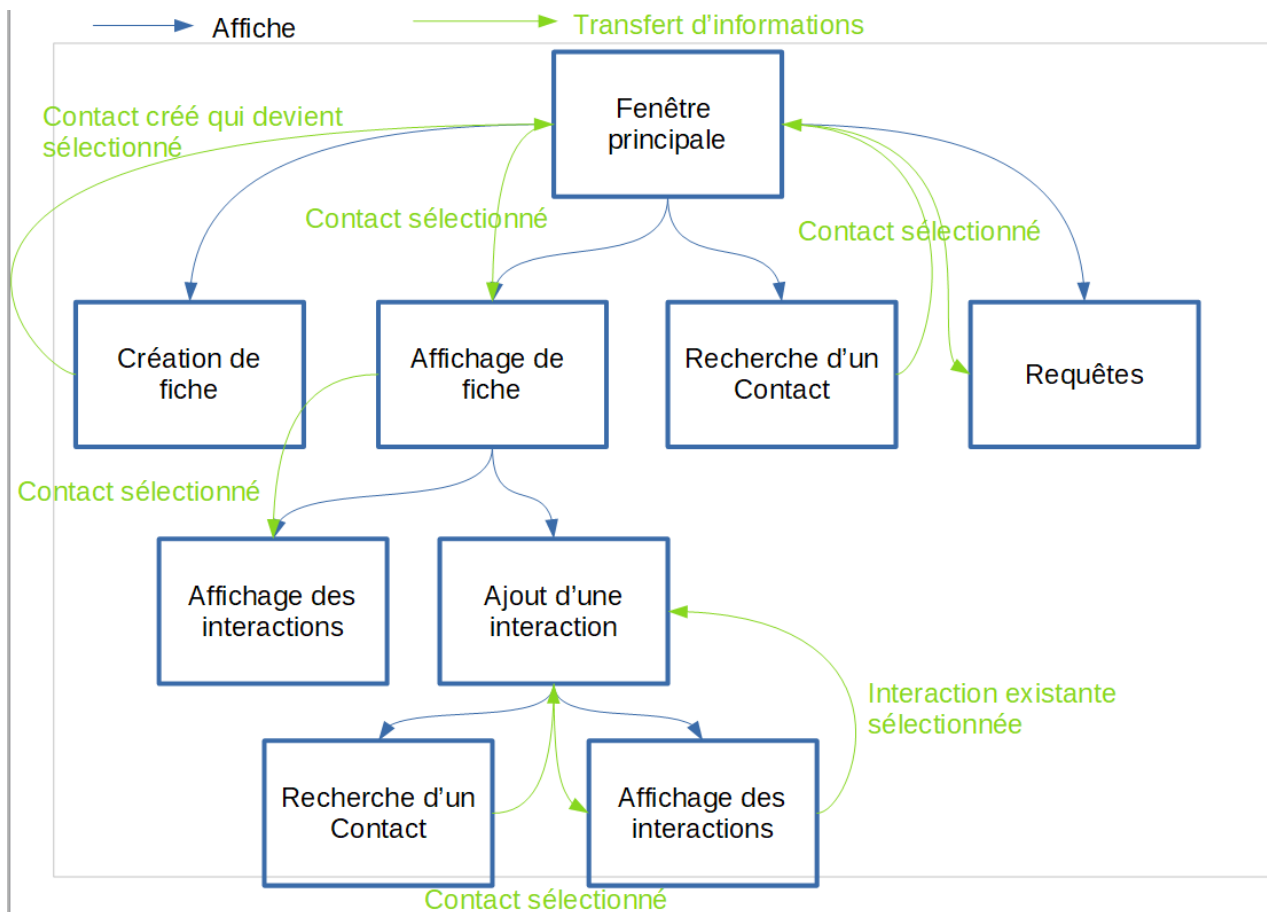 Affiche
Transfert d'informations
Fenêtre
principale
Contact créé qui devient
sélectionné
Contact sélectionné
Contact sélectionné
Création de
fiche
Affichage de
fiche
Recherche d'un
Contact
Requêtes
Contact sélectionné
Affichage des
interactions
Ajout d'une
interaction
Interaction existante
sélectionnée
Recherche d'un
Contact
Affichage des
interactions
Contact sélectionné